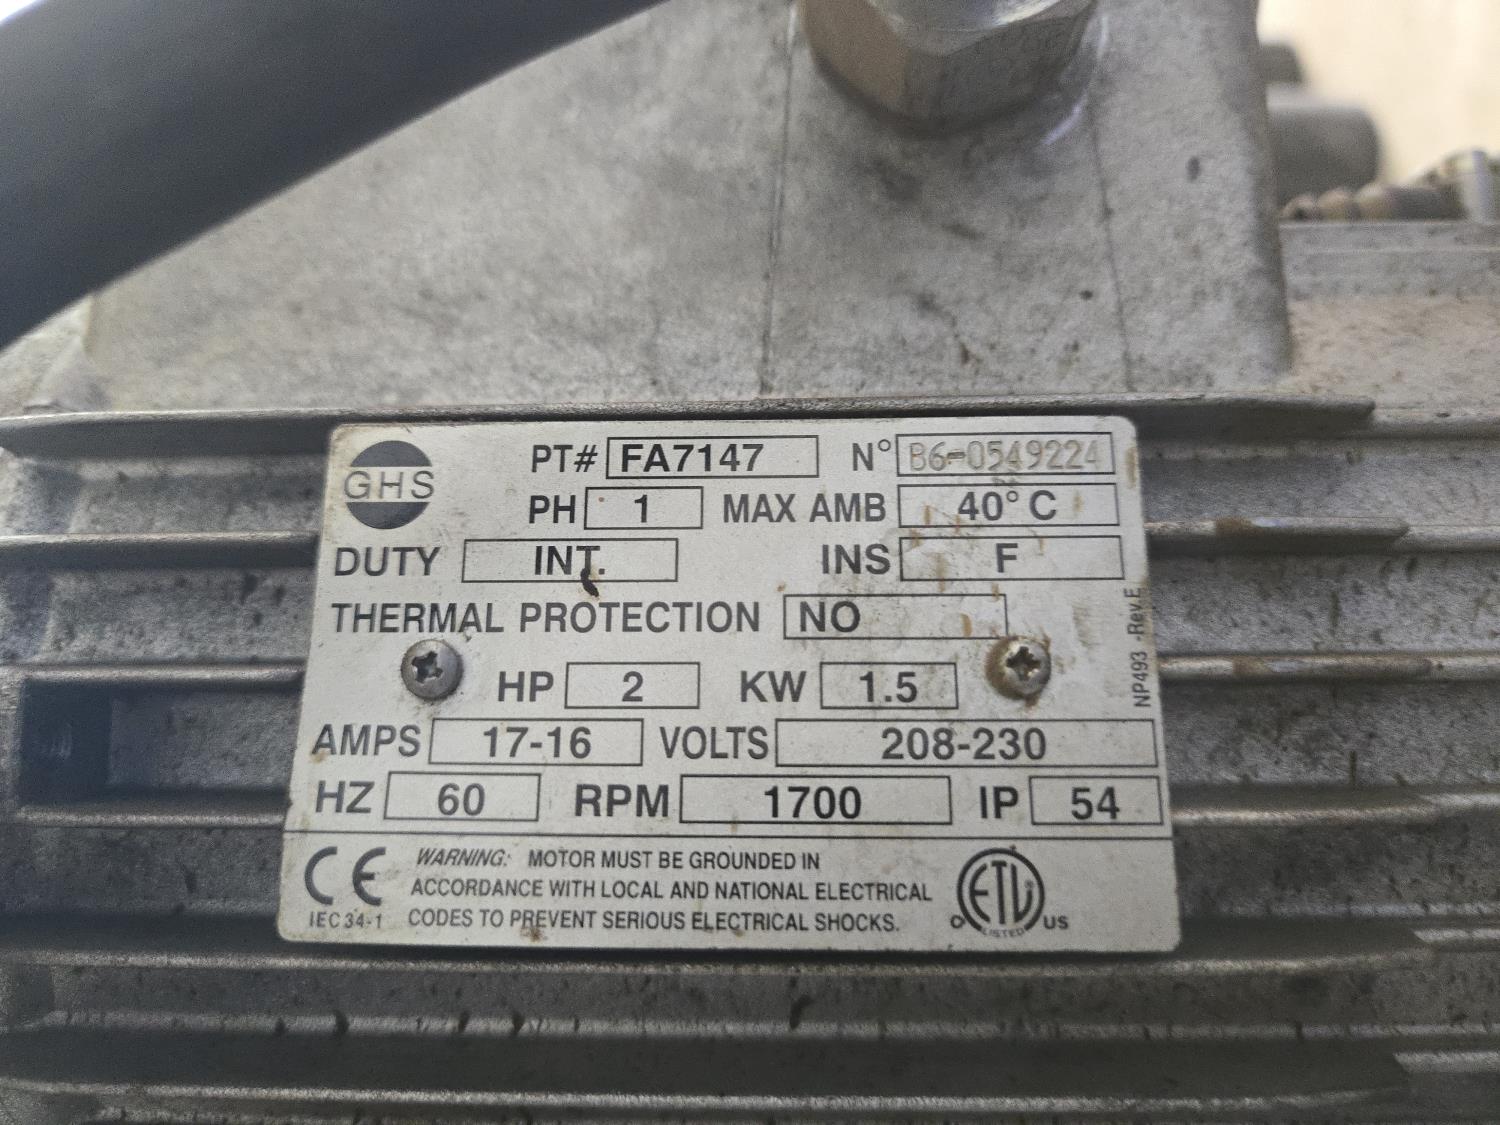 GHS
PT# FA7147 N° B6-0549224
PH 1 MAX AMB 40° C
DUTY INT. INS F
THERMAL PROTECTION NO
HP 2 KW 1.5
AMPS 17-16 VOLTS 208-230
HZ 60 RPM 1700 IP 54
NP493 -Rev.E
CE WARNING: MOTOR MUST BE GROUNDED IN
ACCORDANCE WITH LOCAL AND NATIONAL ELECTRICAL
IEC 34-1 CODES TO PREVENT SERIOUS ELECTRICAL SHOCKS.
ETL®
LISTED
C US